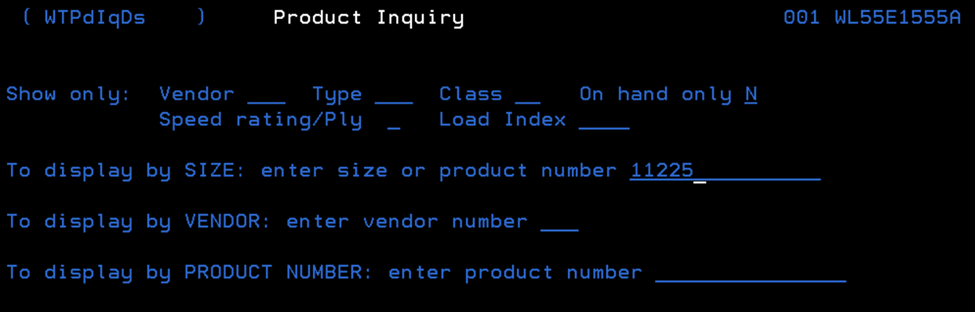 ( WTPdIqDs    )     Product Inquiry     001 WL55E1555A
Show only:  Vendor ___  Type ___  Class __   On hand only N
Speed rating/Ply  _   Load Index ____
To display by SIZE: enter size or product number 11225_
To display by VENDOR: enter vendor number ___
To display by PRODUCT NUMBER: enter product number _______________